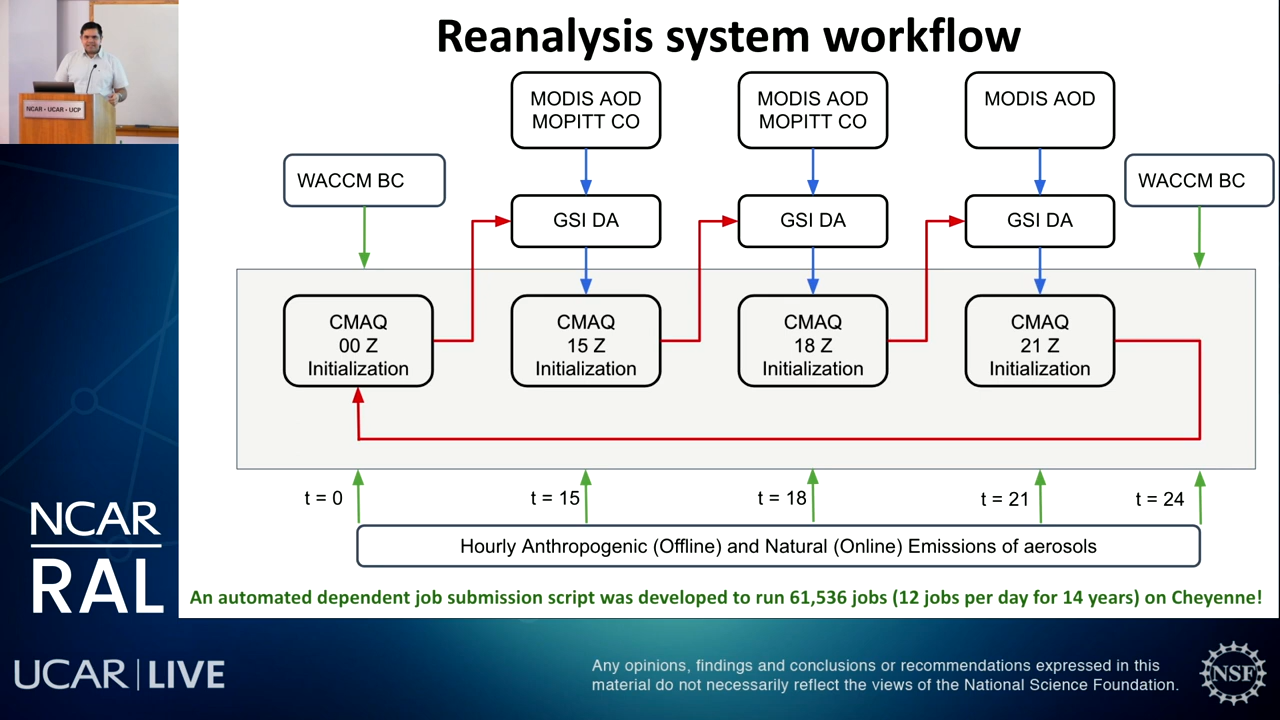 Reanalysis system workflow
MODIS AOD
MOPITT CO
MODIS AOD
MOPITT CO
MODIS AOD
WACCM BC
WACCM BC
GSI DA
GSI DA
GSI DA
CMAQ
00 Z
Initialization
CMAQ
15 Z
Initialization
CMAQ
18 Z
Initialization
CMAQ
21 Z
Initialization
t = 0
t = 15
t = 18
t = 21
t = 24
Hourly Anthropogenic (Offline) and Natural (Online) Emissions of aerosols
An automated dependent job submission script was developed to run 61,536 jobs (12 jobs per day for 14 years) on Cheyenne!
NCAR • UCAR • UCP
NCAR
RAL
UCAR | LIVE
Any opinions, findings and conclusions or recommendations expressed in this
material do not necessarily reflect the views of the National Science Foundation.
NSF